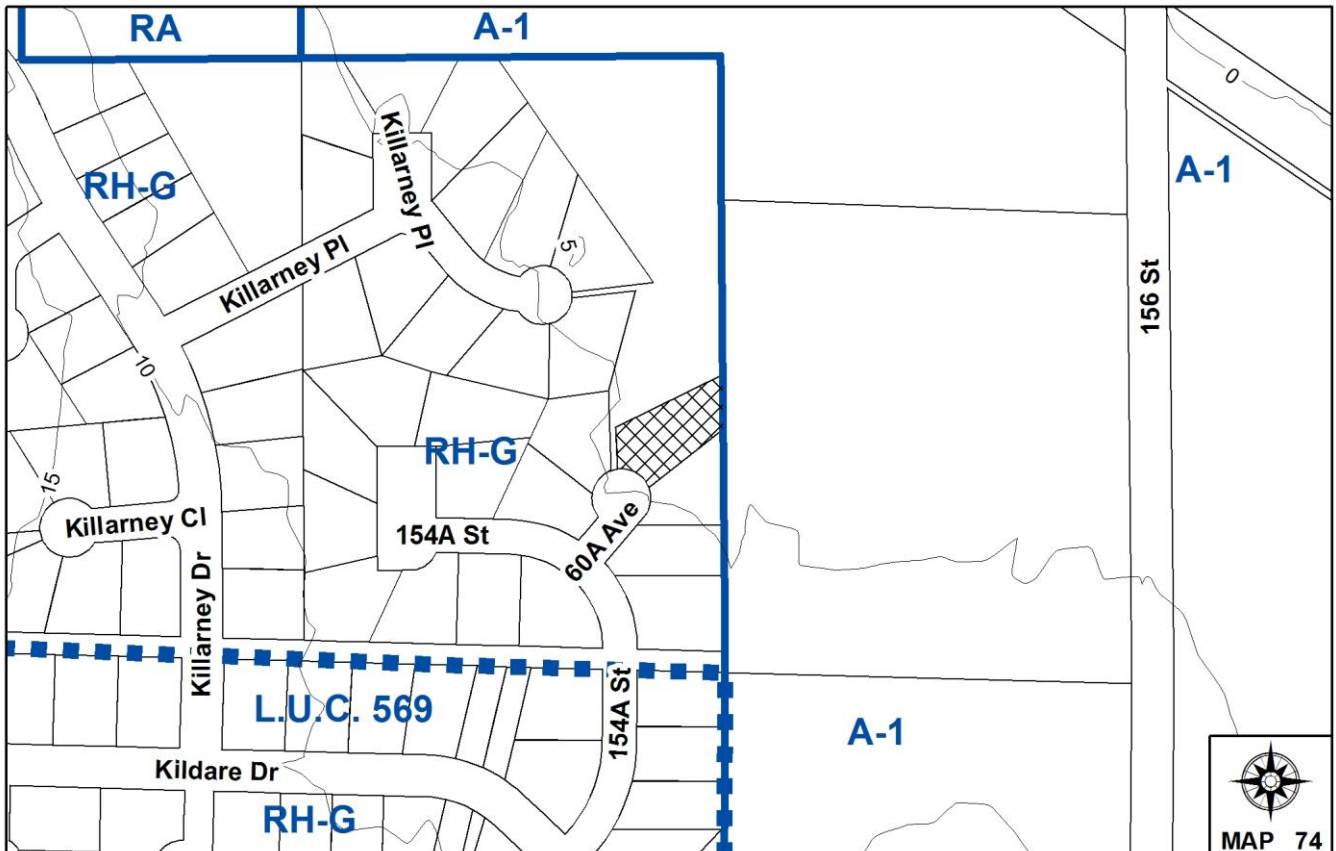 RA
A-1
0
Killarney Pl
A-1
RH-G
5
Killarney Pl
156 St
10
RH-G
15
Killarney Cl
154A St
60A Ave
Killarney Dr
154A St
L.U.C. 569
A-1
Kildare Dr
RH-G
MAP 74